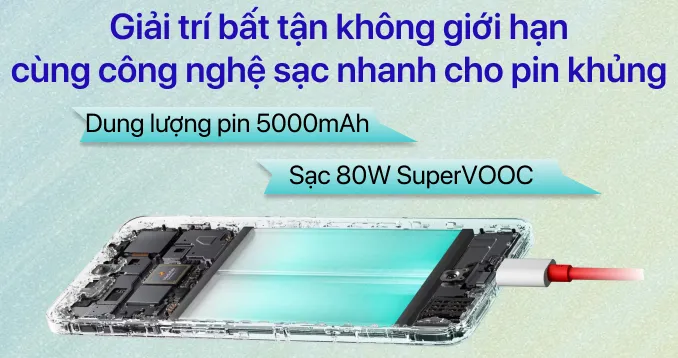 Giải trí bất tận không giới hạn
cùng công nghệ sạc nhanh cho pin khủng
Dung lượng pin 5000mAh
Sạc 80W SuperVOOC